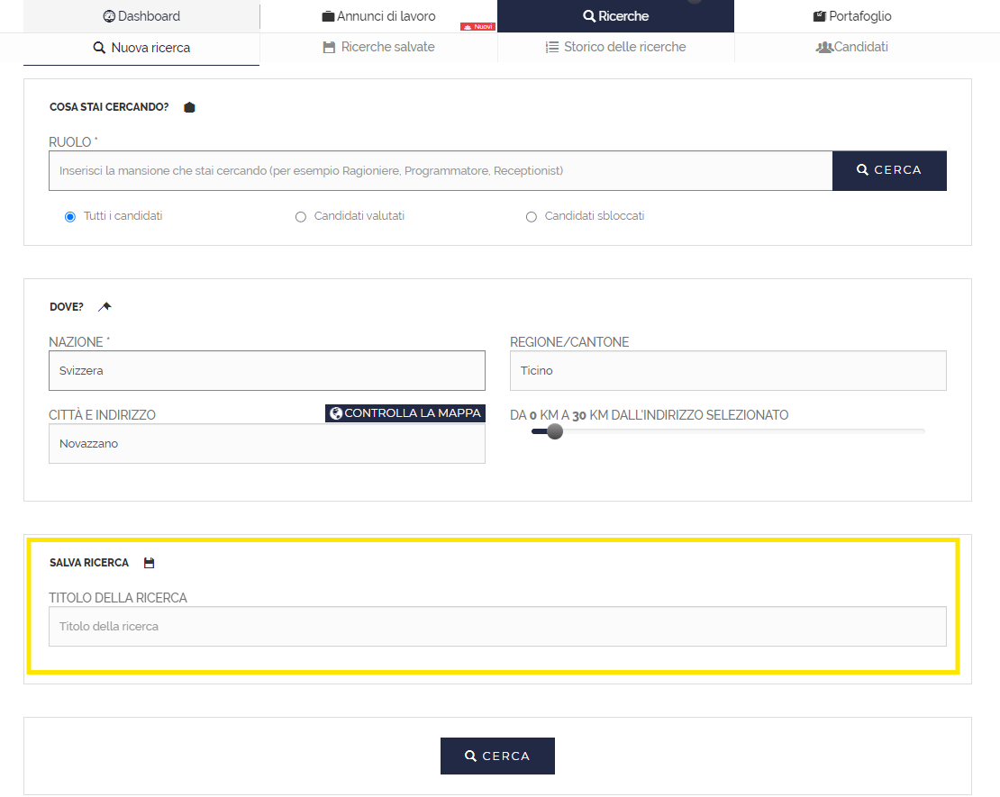 Dashboard
Annunci di lavoro
Nuovi
Ricerche
Portafoglio
Nuova ricerca
Ricerche salvate
Storico delle ricerche
Candidati
COSA STAI CERCANDO?
RUOLO *
Inserisci la mansione che stai cercando (per esempio Ragioniere, Programmatore, Receptionist)
CERCA
Tutti i candidati
Candidati valutati
Candidati sbloccati
DOVE?
NAZIONE *
REGIONE/CANTONE
Svizzera
Ticino
CITTÀ E INDIRIZZO
CONTROLLA LA MAPPA
DA 0 KM A 30 KM DALL'INDIRIZZO SELEZIONATO
Novazzano
SALVA RICERCA
TITOLO DELLA RICERCA
Titolo della ricerca
CERCA